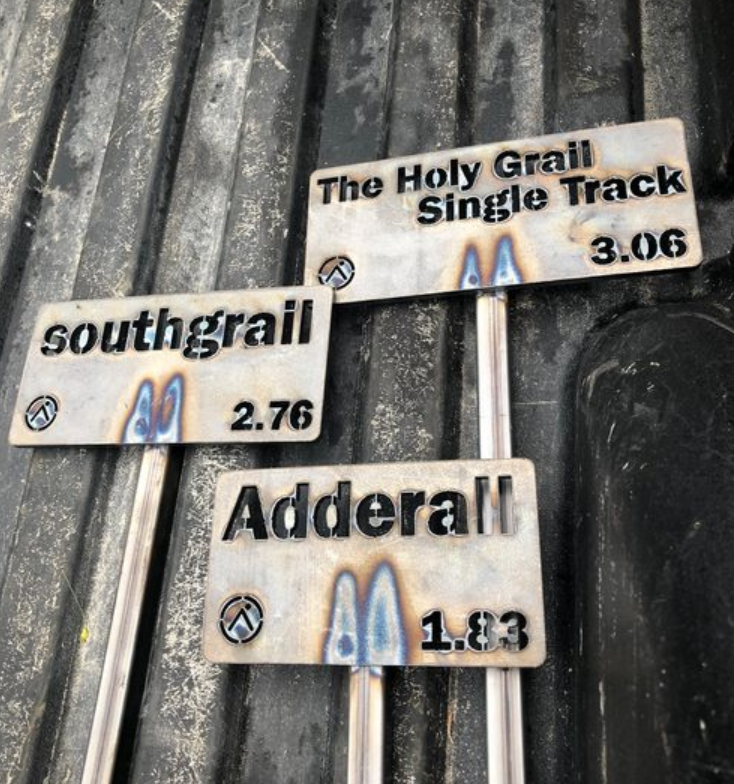 The Holy Grail
Single Track
3.06
southgrail
2.76
Adderall
1.83